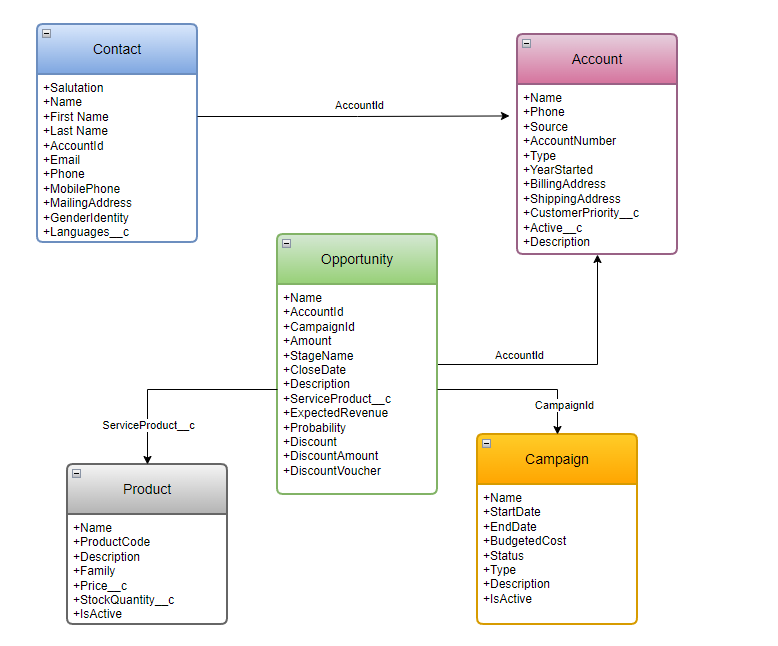 Contact
+Salutation
+Name
+First Name
+Last Name
+AccountId
+Email
+Phone
+MobilePhone
+MailingAddress
+GenderIdentity
+Languages__c
AccountId
Account
+Name
+Phone
+Source
+AccountNumber
+Type
+YearStarted
+BillingAddress
+ShippingAddress
+CustomerPriority__c
+Active__c
+Description
Opportunity
+Name
+AccountId
+CampaignId
+Amount
+StageName
+CloseDate
+Description
+ServiceProduct__c
+ExpectedRevenue
+Probability
+Discount
+DiscountAmount
+DiscountVoucher
AccountId
CampaignId
ServiceProduct__c
Product
+Name
+ProductCode
+Description
+Family
+Price__c
+StockQuantity__c
+IsActive
Campaign
+Name
+StartDate
+EndDate
+BudgetedCost
+Status
+Type
+Description
+IsActive